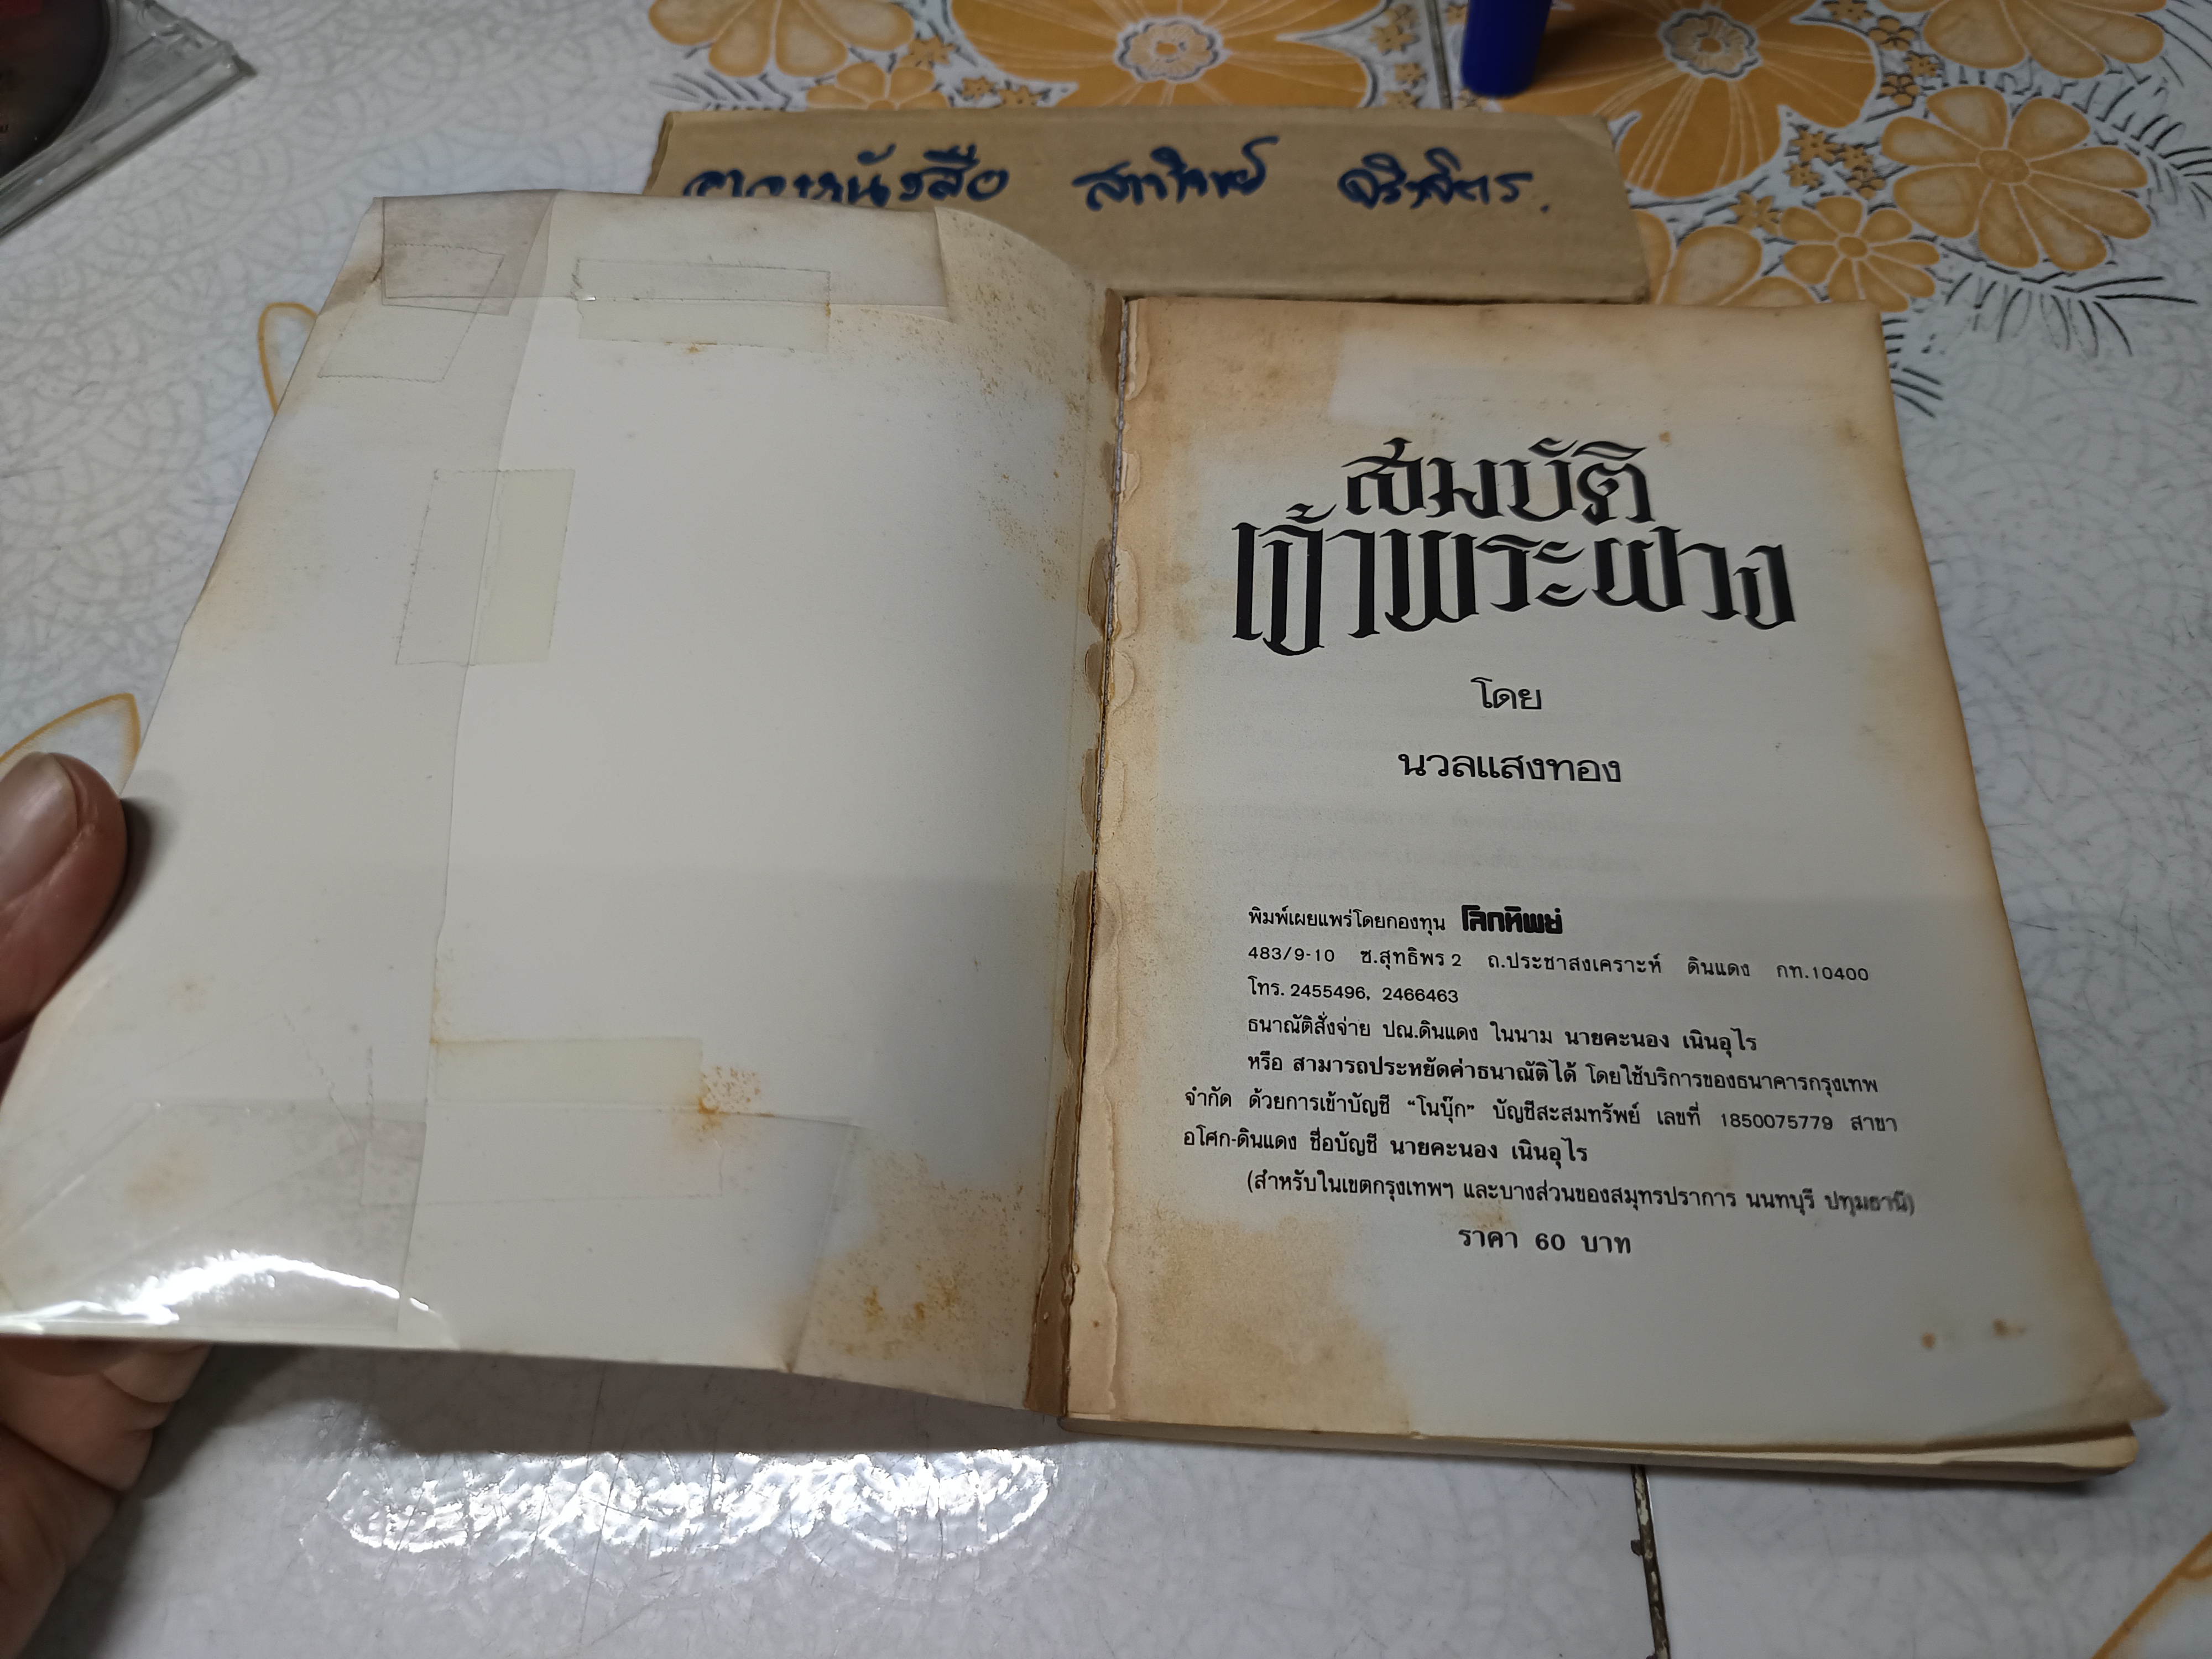 สมบัติ
เจ้าพระฝาง
โดย
นวลแสงทอง
พิมพ์เผยแพร่โดยกองทุน โลกทิพย์
483/9-10 ซ.สุทธิพร 2 ถ.ประชาสงเคราะห์ ดินแดง กท.10400
โทร. 2455496, 2466463
ธนาณัติสั่งจ่าย ปณ.ดินแดง ในนาม นายคะนอง เนินอุไร
หรือ สามารถประหยัดค่าธนาณัติได้ โดยใช้บริการของธนาคารกรุงเทพ
จำกัด ด้วยการเข้าบัญชี “โนบุ๊ก” บัญชีสะสมทรัพย์ เลขที่ 1850075779 สาขา
อโศก-ดินแดง ชื่อบัญชี นายคะนอง เนินอุไร
(สำหรับในเขตกรุงเทพฯ และบางส่วนของสมุทรปราการ นนทบุรี ปทุมธานี)
ราคา 60 บาท